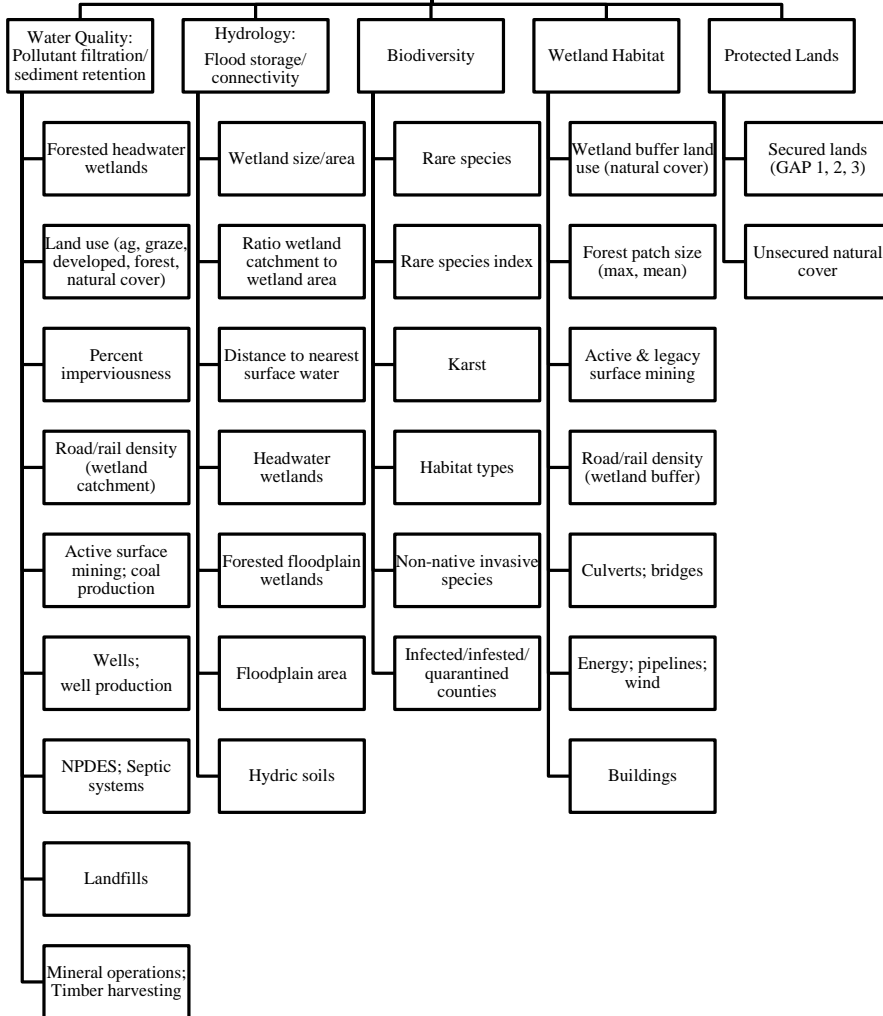 Water Quality:
Pollutant filtration/
sediment retention
Forested headwater
wetlands
Land use (ag, graze,
developed, forest,
natural cover)
Percent
imperviousness
Road/rail density
(wetland
catchment)
Active surface
mining; coal
production
Wells;
well production
NPDES; Septic
systems
Landfills
Mineral operations;
Timber harvesting
Hydrology:
Flood storage/
connectivity
Wetland size/area
Ratio wetland
catchment to
wetland area
Distance to nearest
surface water
Headwater
wetlands
Forested floodplain
wetlands
Floodplain area
Hydric soils
Biodiversity
Rare species
Rare species index
Karst
Habitat types
Non-native invasive
species
Infected/infested/
quarantined
counties
Wetland Habitat
Wetland buffer land
use (natural cover)
Forest patch size
(max, mean)
Active & legacy
surface mining
Road/rail density
(wetland buffer)
Culverts; bridges
Energy; pipelines;
wind
Buildings
Protected Lands
Secured lands
(GAP 1, 2, 3)
Unsecured natural
cover